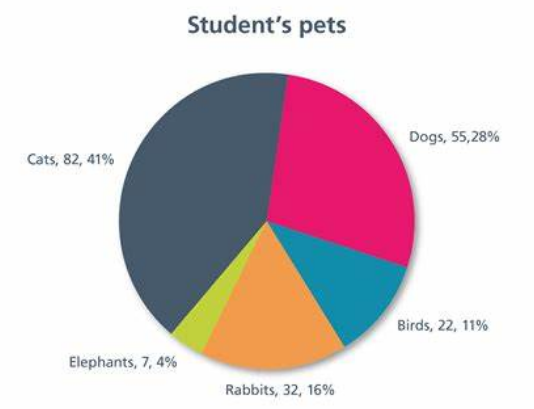 Student's pets
Dogs, 55,28%
Cats, 82, 41%
Birds, 22, 11%
Elephants, 7, 4%
Rabbits, 32, 16%